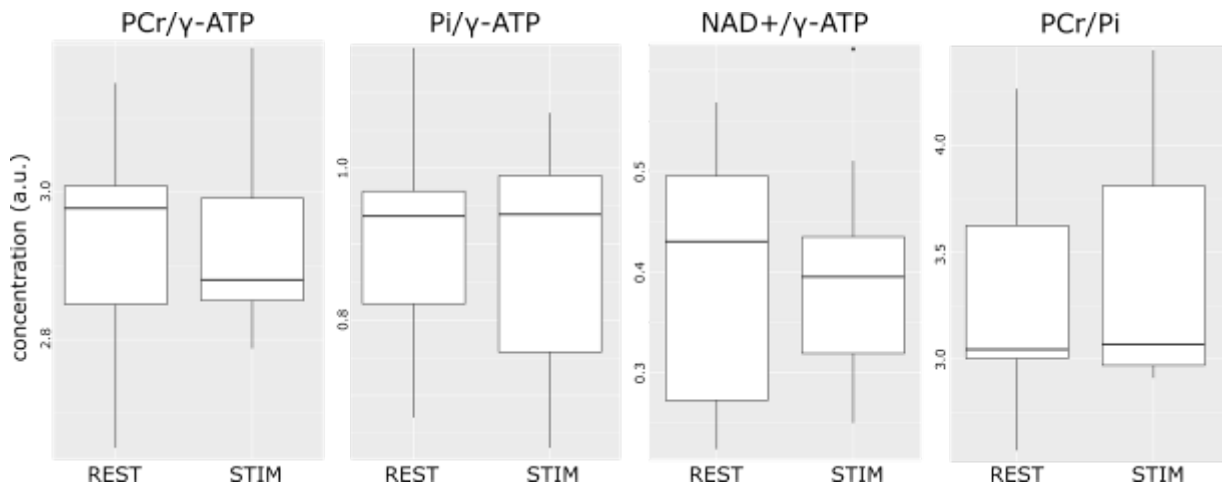 PCr/γ-ATP
Pi/γ-ATP
NAD+/γ-ATP
PCr/Pi
concentration (a.u.)
3.0
2.8
1.0
0.8
0.5
0.4
0.3
4.0
3.5
3.0
REST STIM
REST STIM
REST STIM
REST STIM